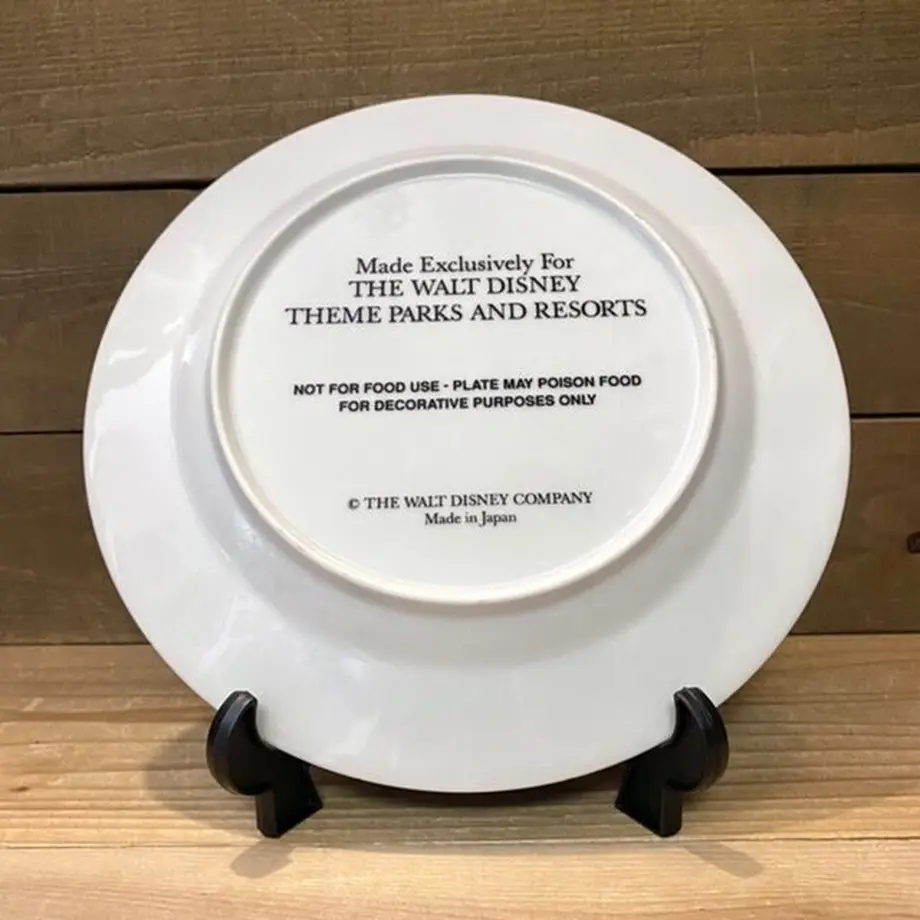 Made Exclusively For
THE WALT DISNEY
THEME PARKS AND RESORTS
NOT FOR FOOD USE - PLATE MAY POISON FOOD
FOR DECORATIVE PURPOSES ONLY
© THE WALT DISNEY COMPANY
Made in Japan